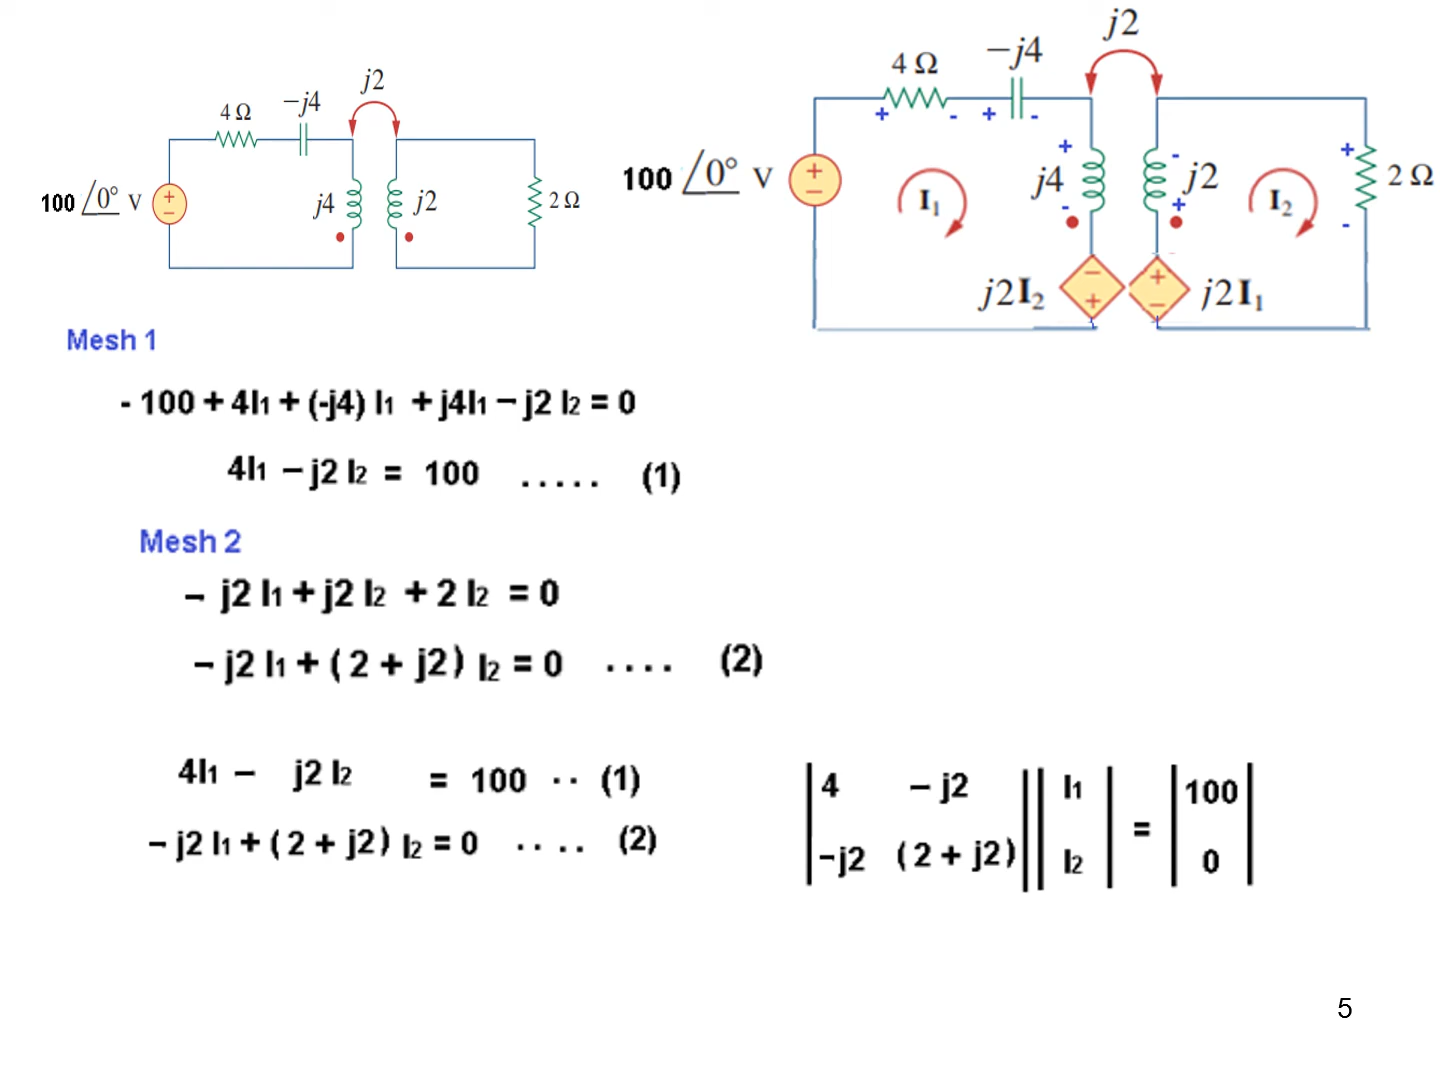 j2
4 Ω
−j4
100 /0° V
+
−
j4
j2
2 Ω
j2
4 Ω
−j4
+ - + -
100 /0° V
+
−
+
j4
-
I1
-
j2
+
I2
+
2 Ω
-
j2I2
−
+
+
−
j2I1
Mesh 1
- 100 + 4I1 + (-j4) I1 + j4I1 − j2 I2 = 0
4I1 − j2 I2 = 100 ..... (1)
Mesh 2
− j2 I1 + j2 I2 + 2 I2 = 0
− j2 I1 + ( 2 + j2 ) I2 = 0 .... (2)
4I1 − j2 I2 = 100 .. (1)
− j2 I1 + ( 2 + j2 ) I2 = 0 .... (2)
4 − j2 I1 100
=
−j2 ( 2 + j2 ) I2 0
5